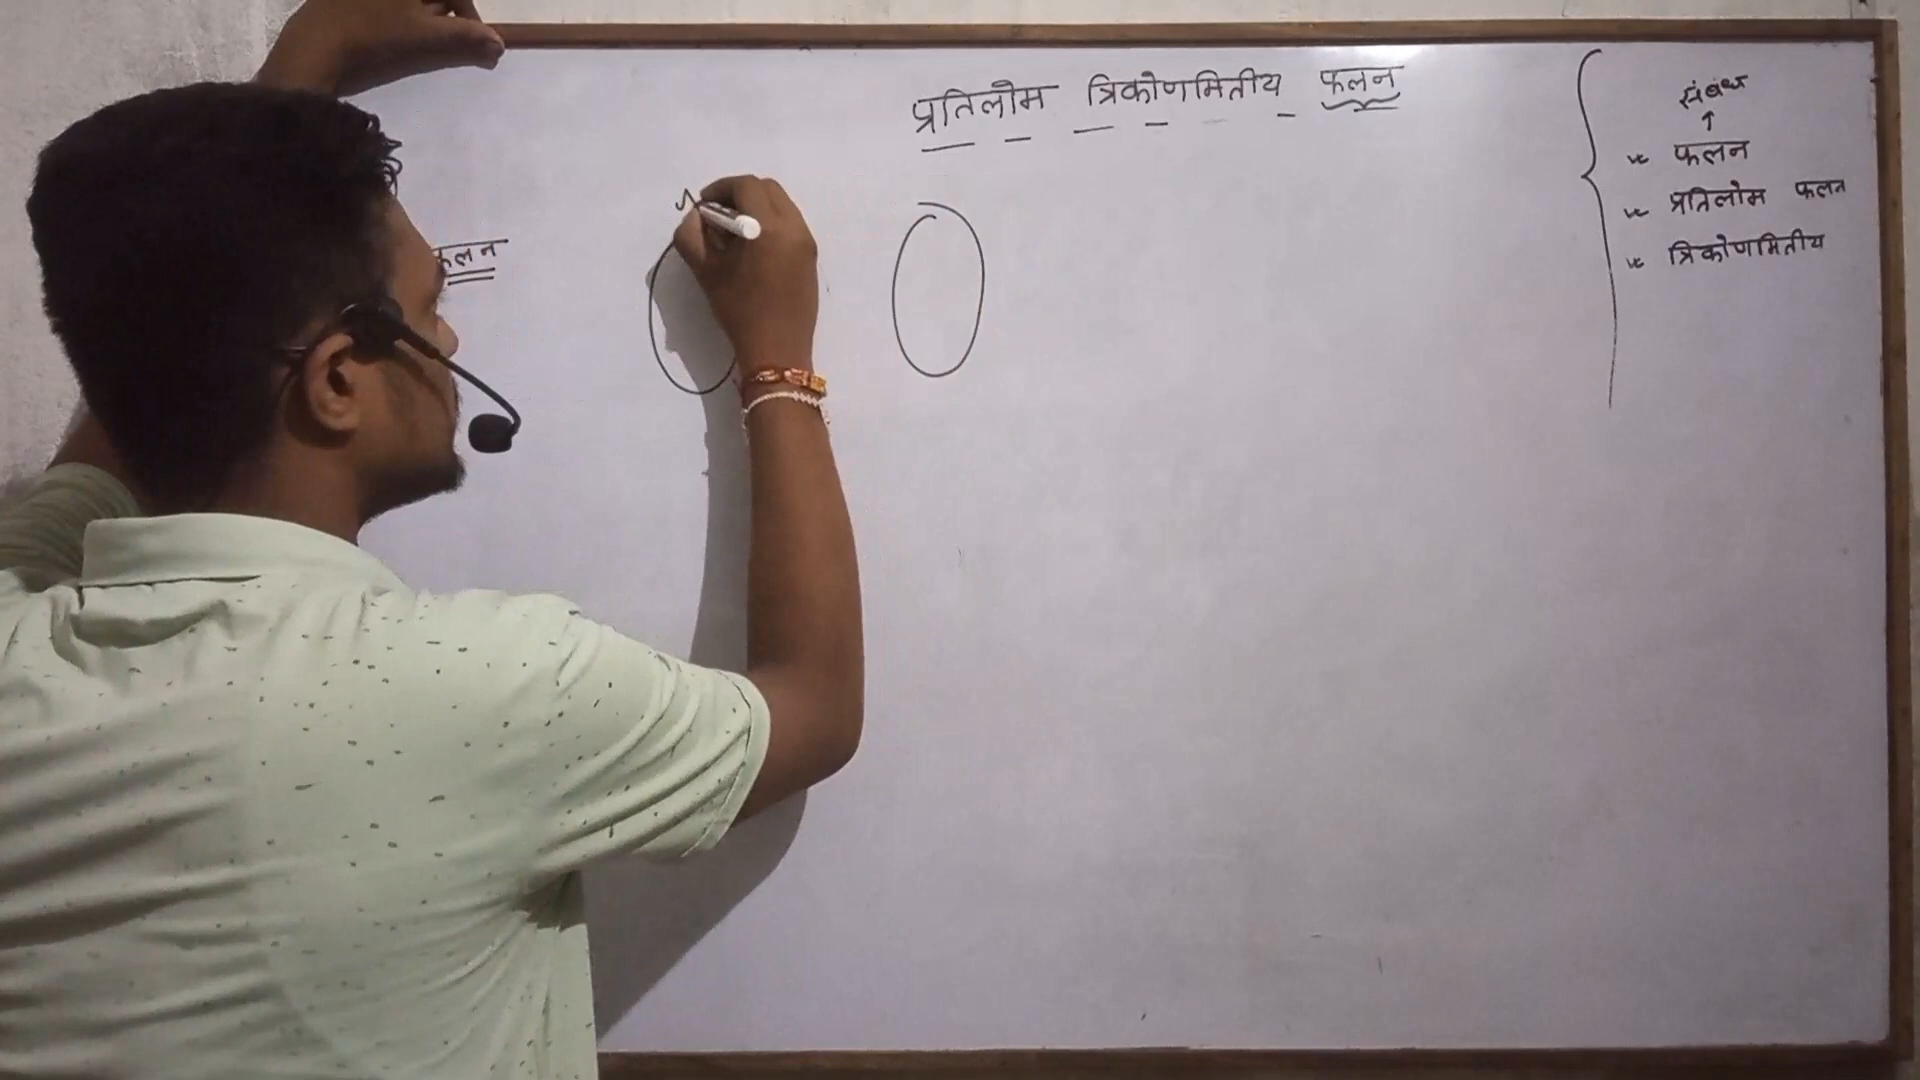 प्रतिलोम त्रिकोणमितीय फलन
संबंध
↑
फलन
प्रतिलोम फलन
त्रिकोणमितीय
फलन